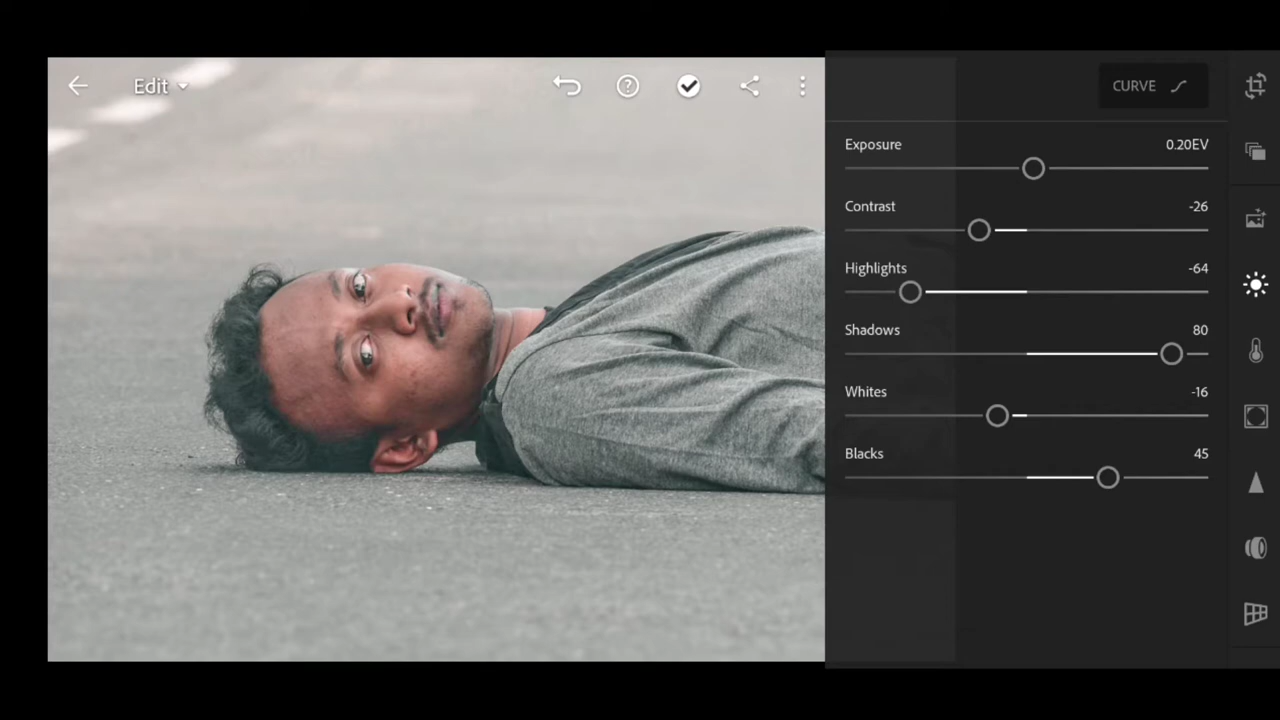 Edit
CURVE
Exposure 0.20EV
Contrast -26
Highlights -64
Shadows 80
Whites -16
Blacks 45